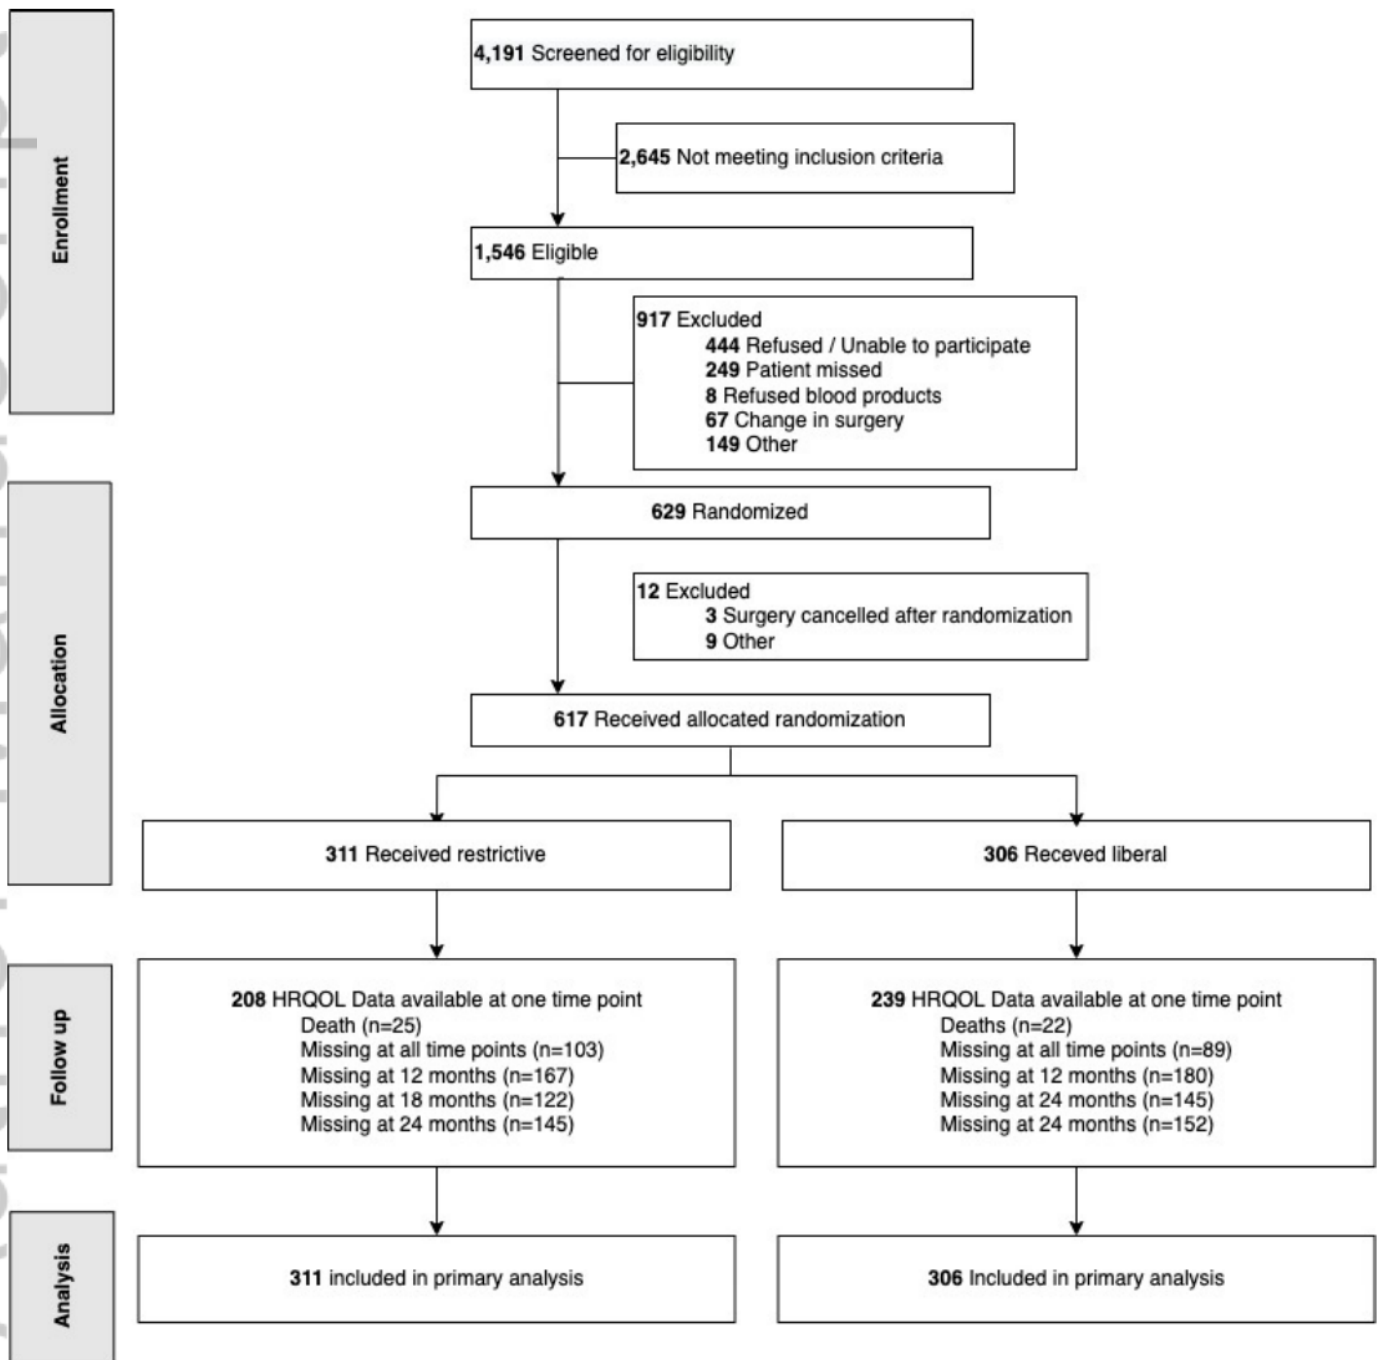 Enrollment
4,191 Screened for eligibility
2,645 Not meeting inclusion criteria
1,546 Eligible
917 Excluded
444 Refused / Unable to participate
249 Patient missed
8 Refused blood products
67 Change in surgery
149 Other
Allocation
629 Randomized
12 Excluded
3 Surgery cancelled after randomization
9 Other
617 Received allocated randomization
311 Received restrictive
306 Receved liberal
Follow up
208 HRQOL Data available at one time point
Death (n=25)
Missing at all time points (n=103)
Missing at 12 months (n=167)
Missing at 18 months (n=122)
Missing at 24 months (n=145)
239 HRQOL Data available at one time point
Deaths (n=22)
Missing at all time points (n=89)
Missing at 12 months (n=180)
Missing at 24 months (n=145)
Missing at 24 months (n=152)
Analysis
311 included in primary analysis
306 Included in primary analysis